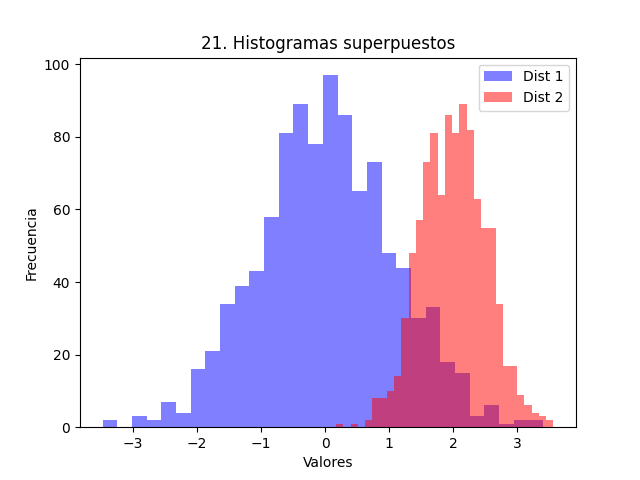 21. Histogramas superpuestos
Dist 1
Dist 2
Frecuencia
100
80
60
40
20
0
−3 −2 −1 0 1 2 3
Valores